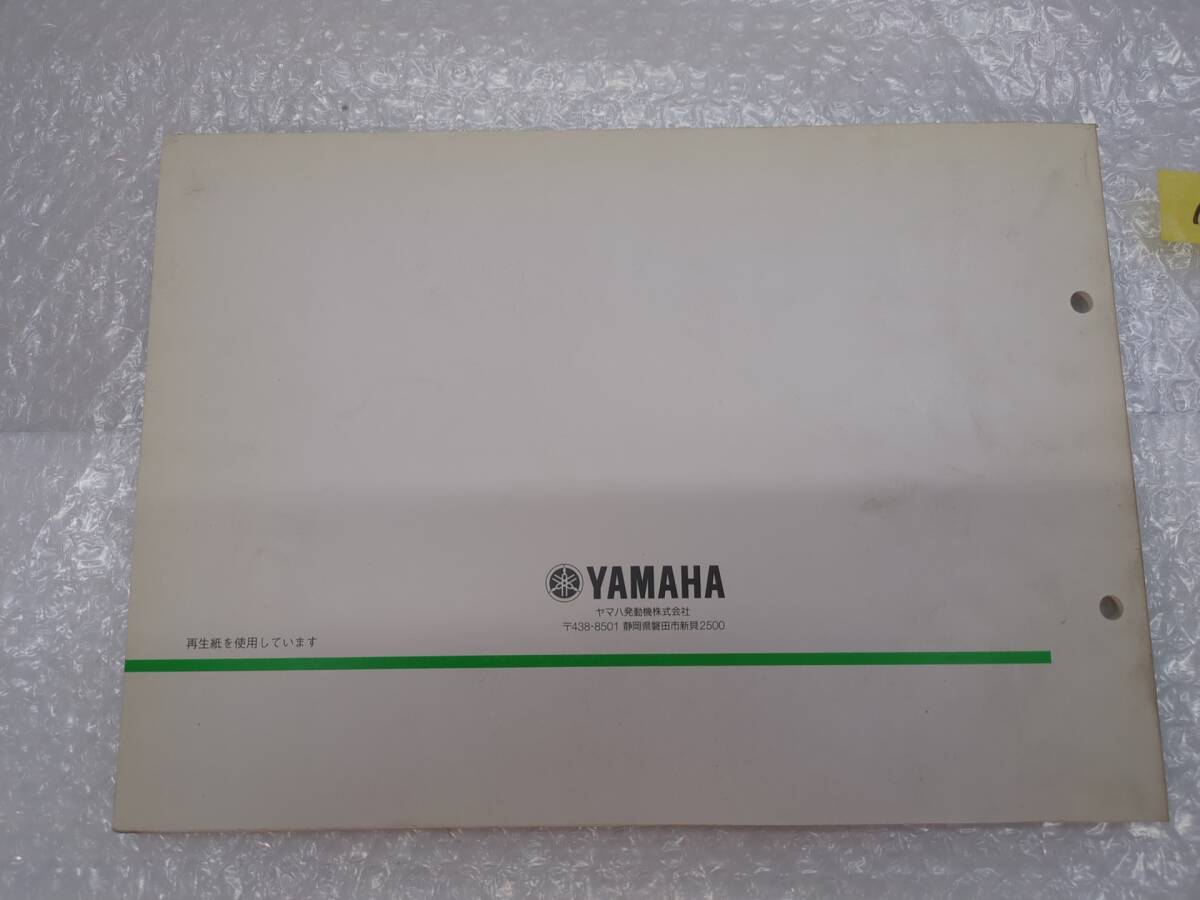 YAMAHA
ヤマハ発動機株式会社
〒438-8501 静岡県磐田市新貝2500
再生紙を使用しています